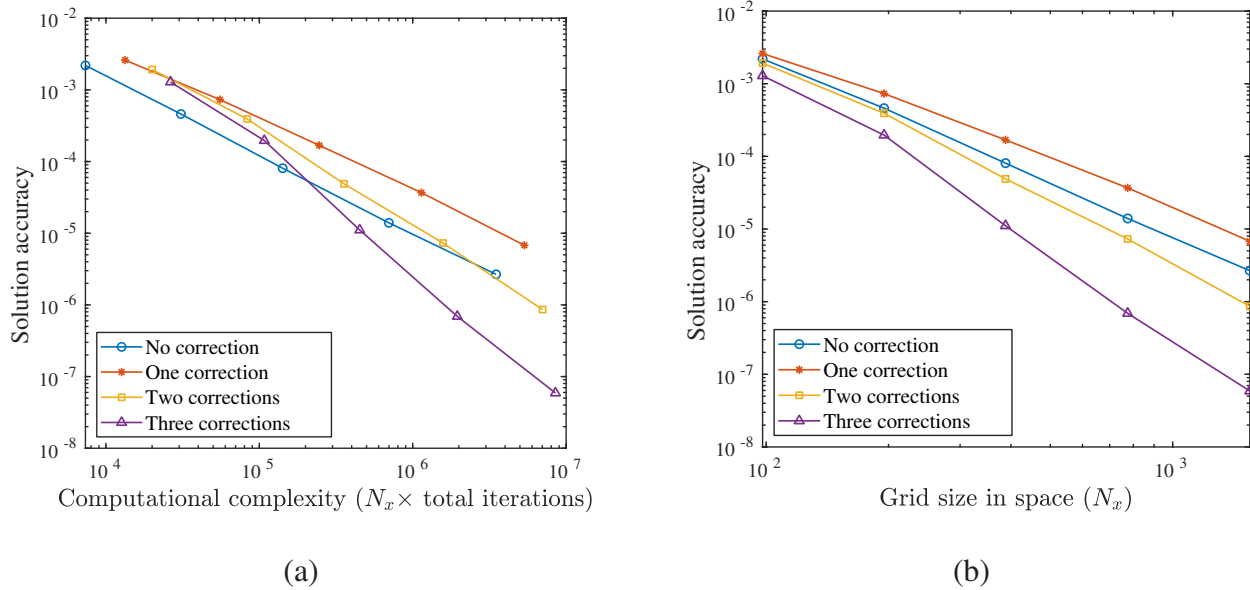 10^-2
10^-3
10^-4
10^-5
10^-6
10^-7
10^-8
Solution accuracy
No correction
One correction
Two corrections
Three corrections
10^4 10^5 10^6 10^7
Computational complexity (N_x× total iterations)
(a)
10^-2
10^-3
10^-4
10^-5
10^-6
10^-7
10^-8
Solution accuracy
No correction
One correction
Two corrections
Three corrections
10^2 10^3
Grid size in space (N_x)
(b)